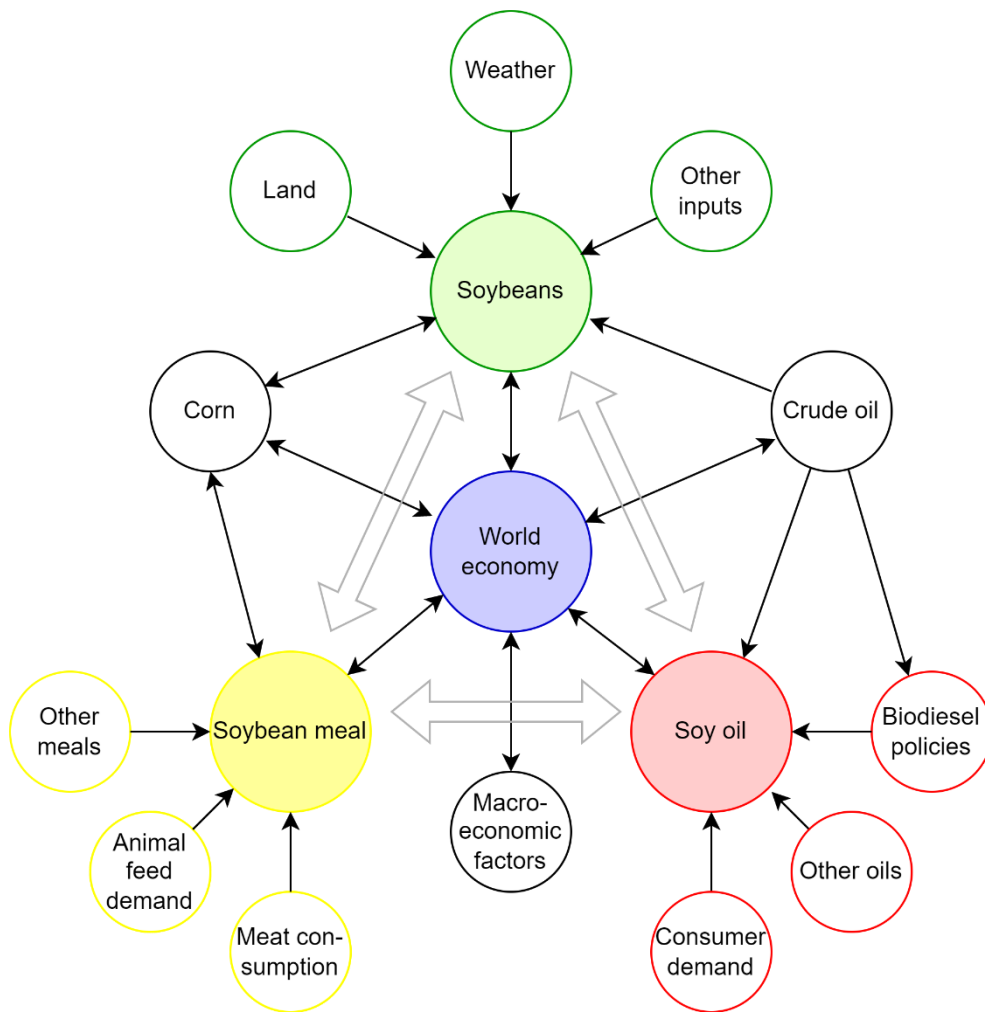 Weather
Land
Other
inputs
Soybeans
Corn
Crude oil
World
economy
Other
meals
Soybean meal
Soy oil
Biodiesel
policies
Macro-
economic
factors
Animal
feed
demand
Other oils
Meat con-
sumption
Consumer
demand